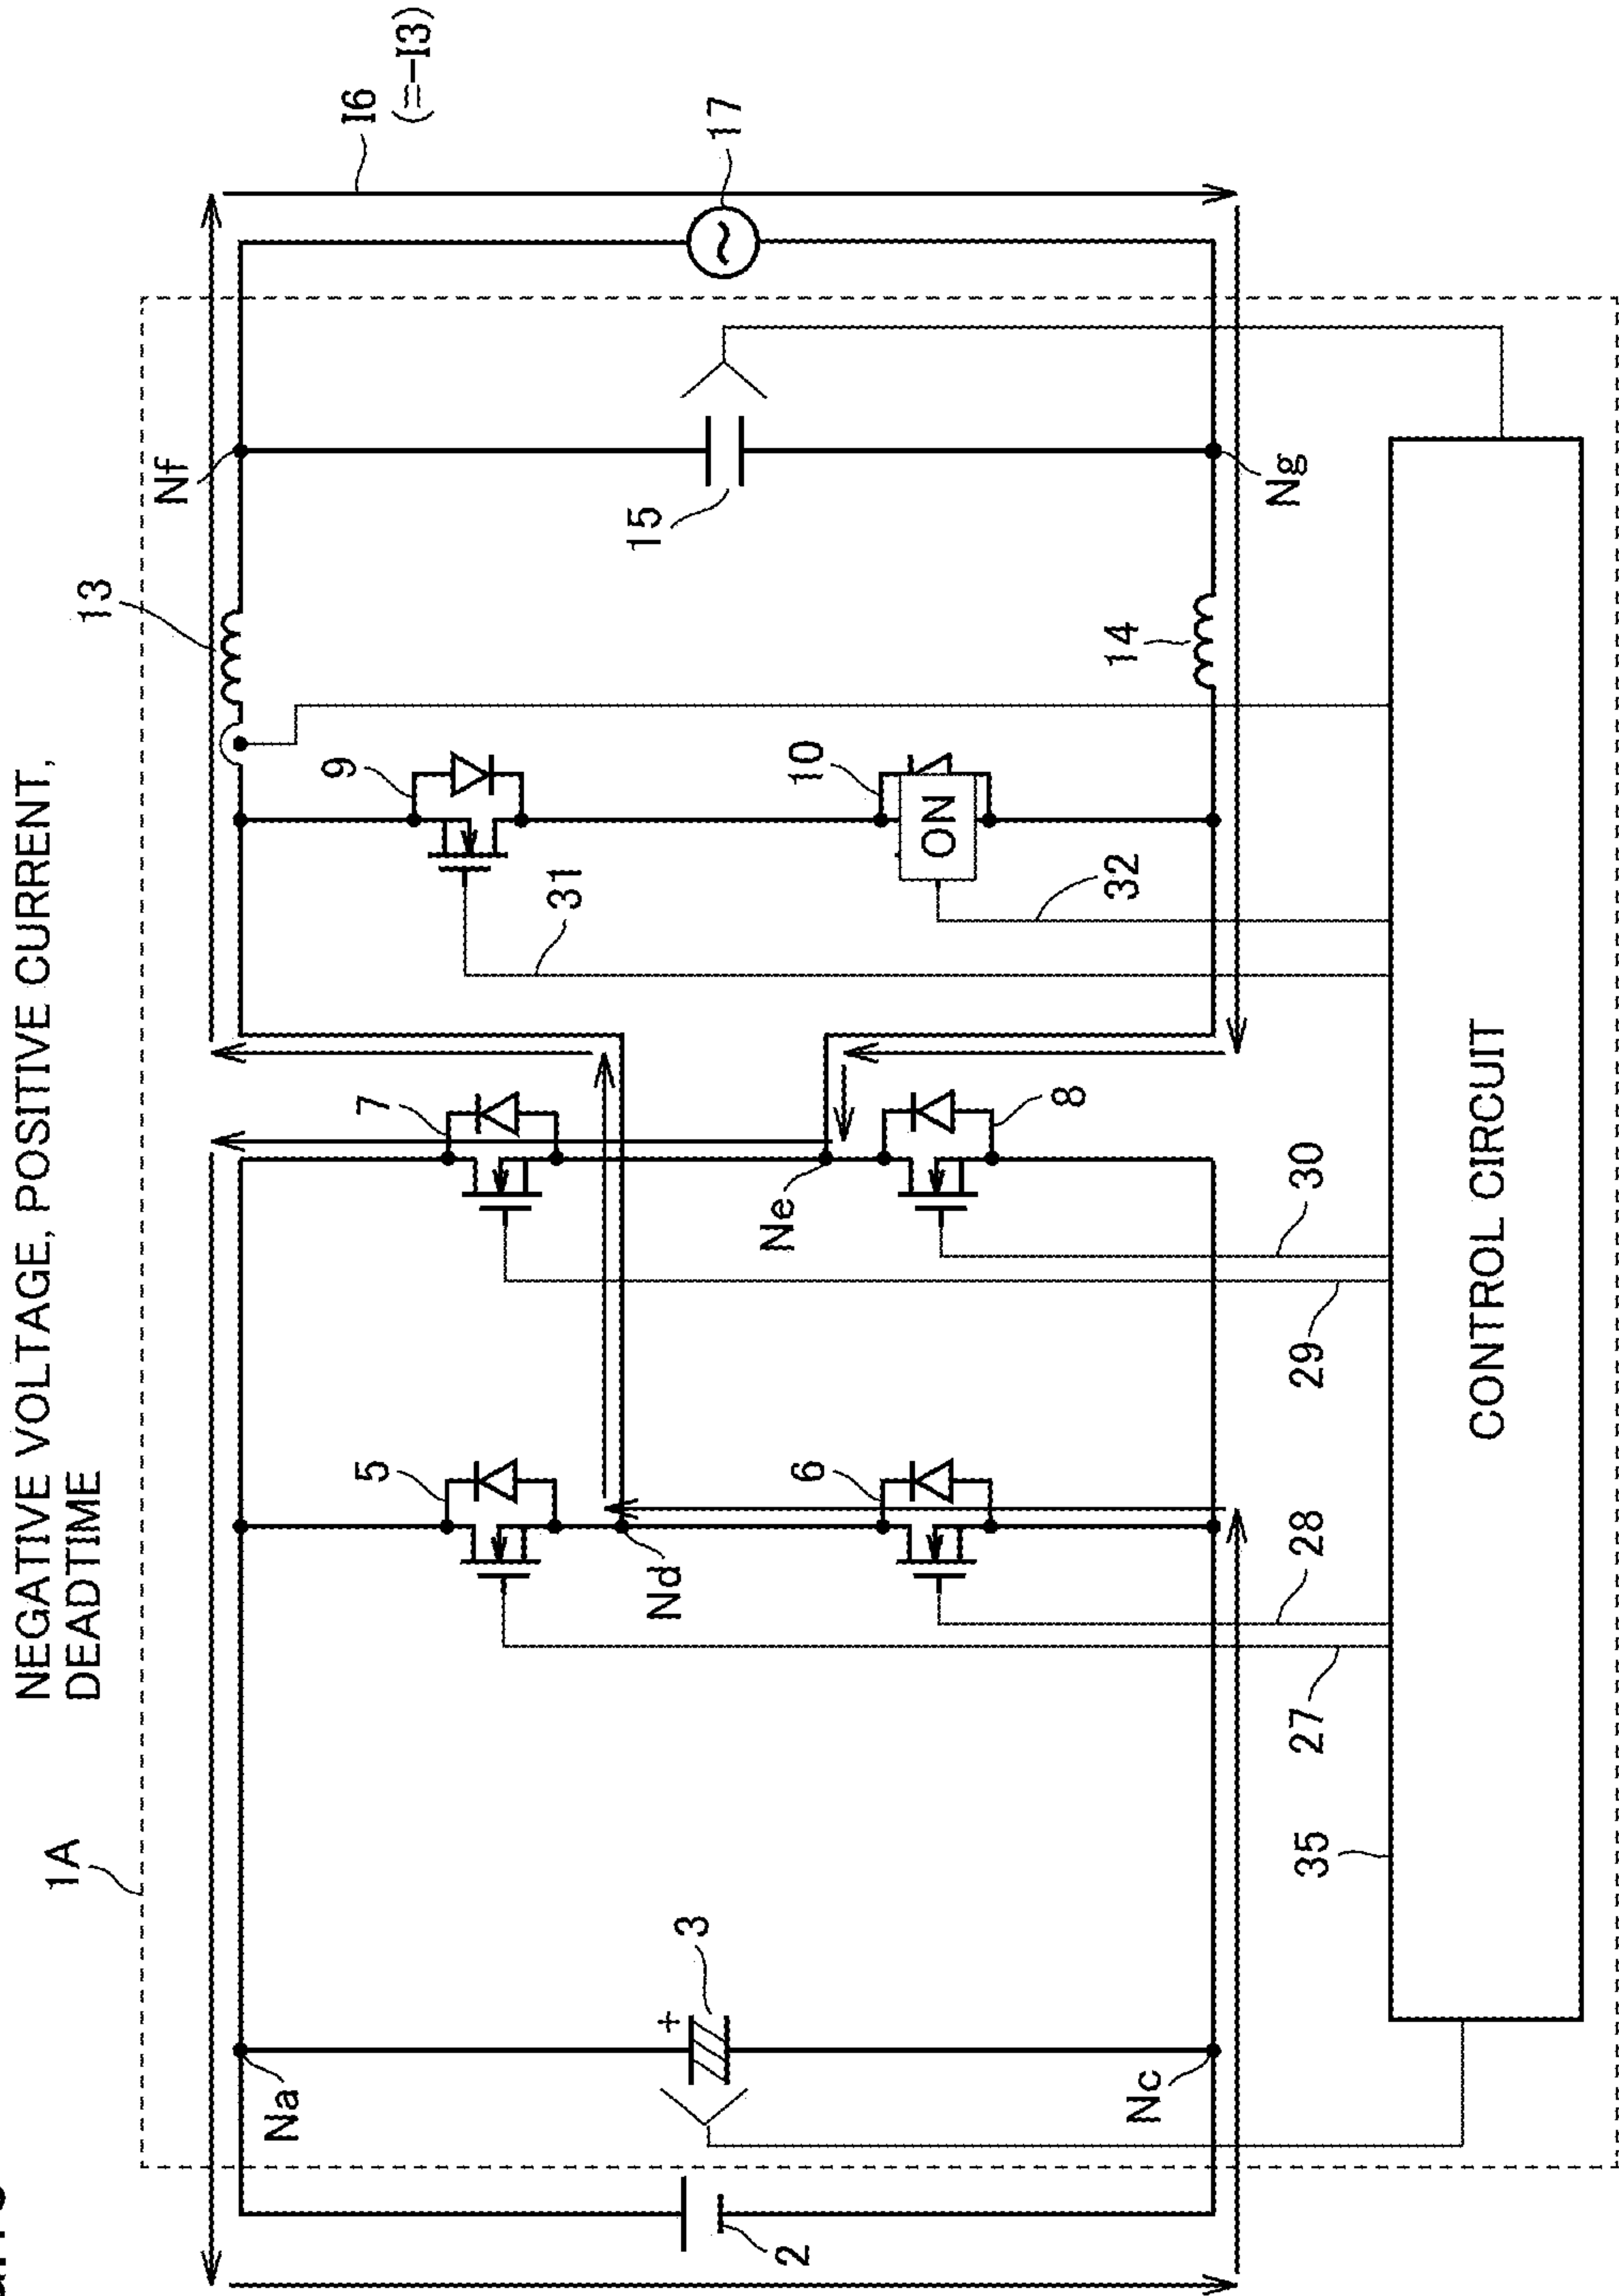 NEGATIVE VOLTAGE, POSITIVE CURRENT,
DEADTIME
1A
13
I6
(=-I3)
Nf
17
9
7
5
31
15
3
+
10
Na
Nd
Ne
6
8
ON
14
32
2
Nc
Ng
27
28
29
30
35
CONTROL CIRCUIT